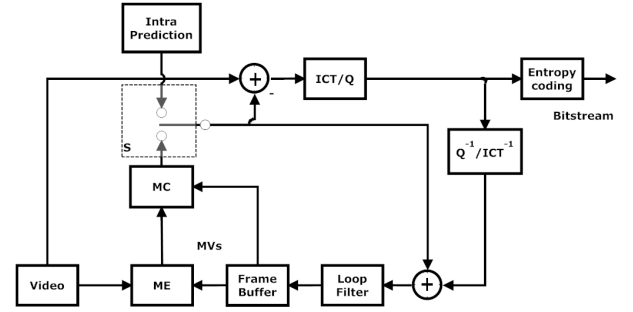 Intra
Prediction
+
-
ICT/Q
Entropy
coding
Bitstream
S
Q⁻¹/ICT⁻¹
MC
MVs
Video
ME
Frame
Buffer
Loop
Filter
+